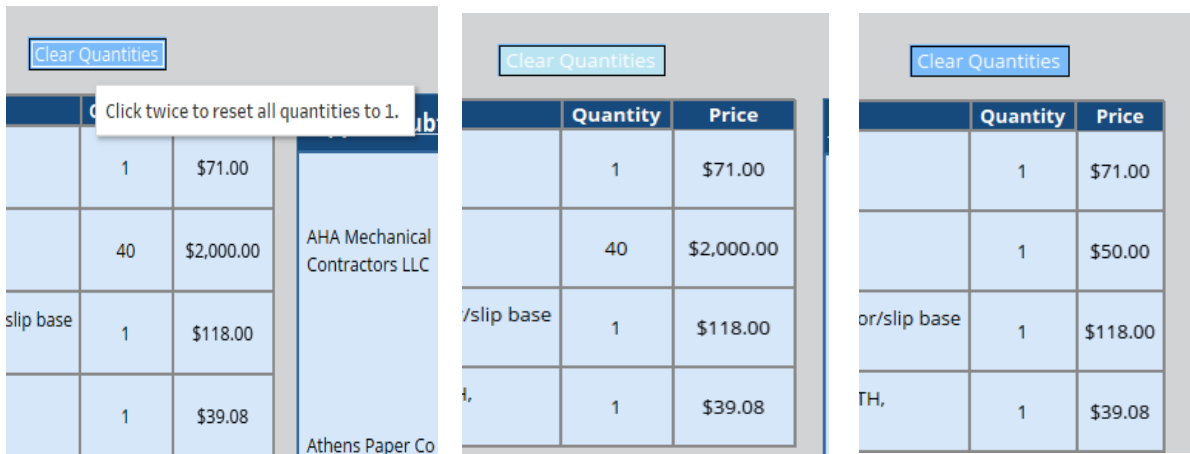 Clear Quantities
Click twice to reset all quantities to 1.
1 $71.00
40 $2,000.00
AHA Mechanical
Contractors LLC
slip base
1 $118.00
1 $39.08
Athens Paper Co
Clear Quantities
Quantity Price
1 $71.00
40 $2,000.00
/slip base
1 $118.00
H,
1 $39.08
Clear Quantities
Quantity Price
1 $71.00
1 $50.00
or/slip base
1 $118.00
TH,
1 $39.08